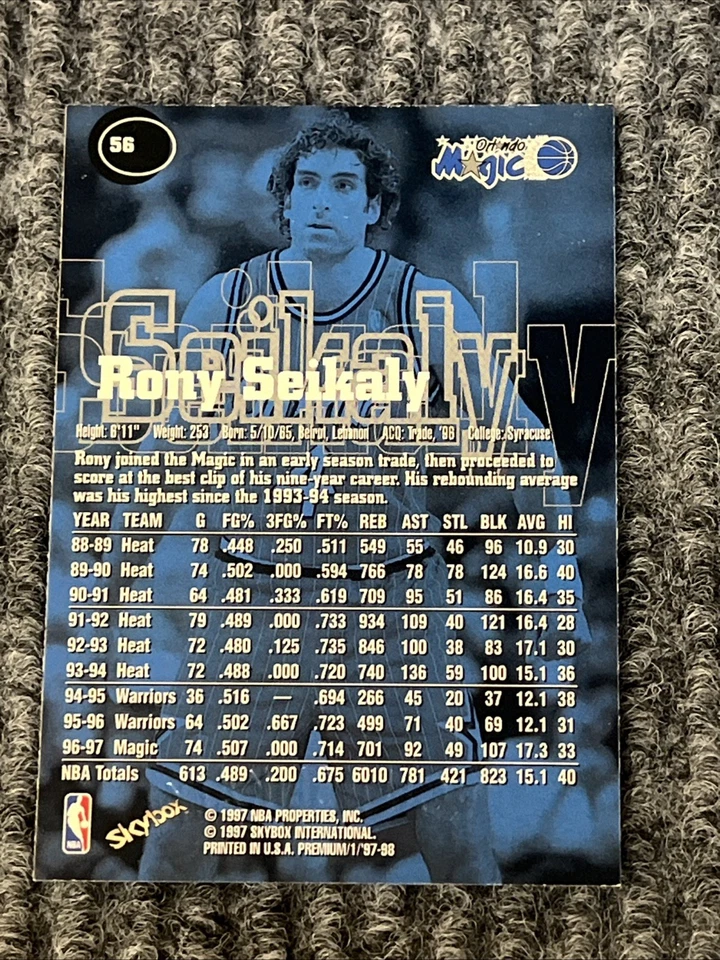 56
Orlando Magic
Seikaly
Rony Seikaly
Height: 6'11" Weight: 253 Born: 5/10/65, Beirut, Lebanon ACQ: Trade, '96 College: Syracuse
Rony joined the Magic in an early season trade, then proceeded to
score at the best clip of his nine-year career. His rebounding average
was his highest since the 1993-94 season.
YEAR TEAM G FG% 3FG% FT% REB AST STL BLK AVG HI
88-89 Heat 78 .448 .250 .511 549 55 46 96 10.9 30
89-90 Heat 74 .502 .000 .594 766 78 78 124 16.6 40
90-91 Heat 64 .481 .333 .619 709 95 51 86 16.4 35
91-92 Heat 79 .489 .000 .733 934 109 40 121 16.4 28
92-93 Heat 72 .480 .125 .735 846 100 38 83 17.1 30
93-94 Heat 72 .488 .000 .720 740 136 59 100 15.1 36
94-95 Warriors 36 .516 — .694 266 45 20 37 12.1 38
95-96 Warriors 64 .502 .667 .723 499 71 40 69 12.1 31
96-97 Magic 74 .507 .000 .714 701 92 49 107 17.3 33
NBA Totals 613 .489 .200 .675 6010 781 421 823 15.1 40
NBA
Skybox
© 1997 NBA PROPERTIES, INC.
© 1997 SKYBOX INTERNATIONAL.
PRINTED IN U.S.A. PREMIUM/1/'97-98